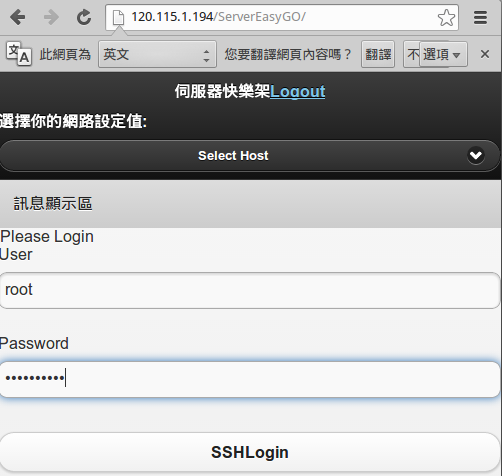 120.115.1.194/ServerEasyGO/
此網頁為 英文 您要翻譯網頁內容嗎？ 翻譯 不 選項
伺服器快樂架Logout
選擇你的網路設定值:
Select Host
訊息顯示區
Please Login
User
root
Password
••••••••••
SSHLogin